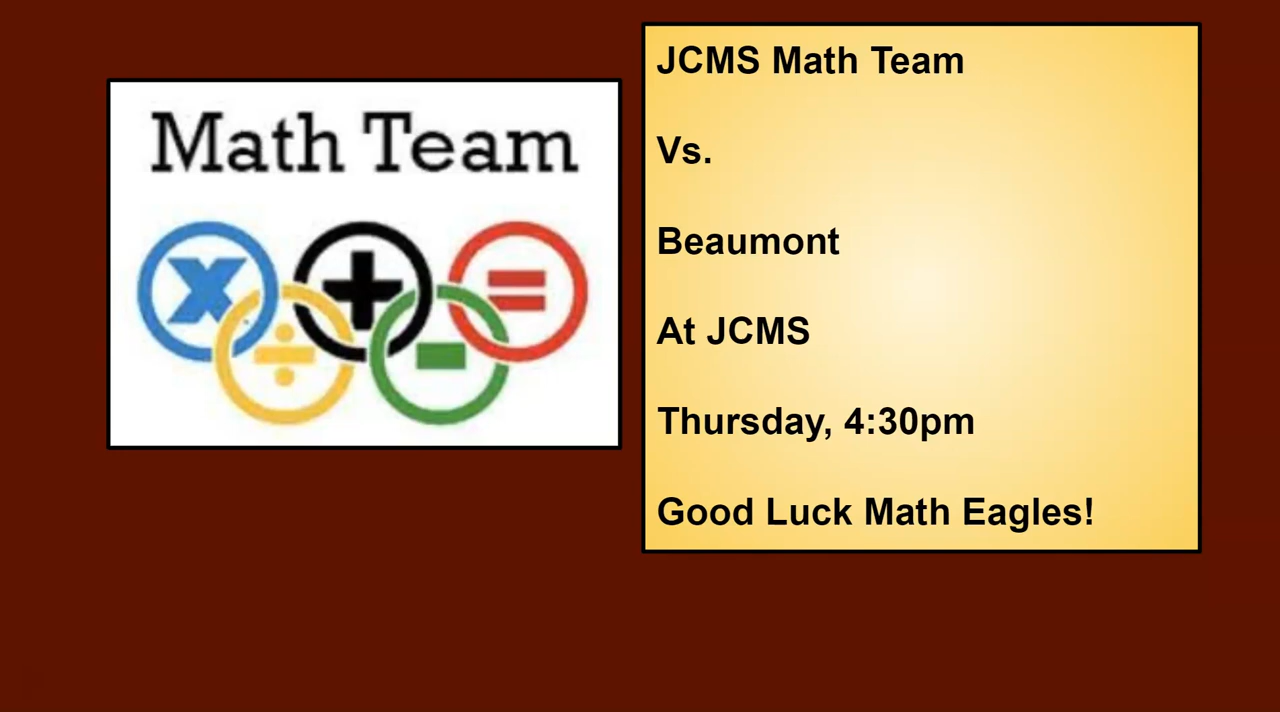 Math Team
x + =
÷ -
JCMS Math Team
Vs.
Beaumont
At JCMS
Thursday, 4:30pm
Good Luck Math Eagles!